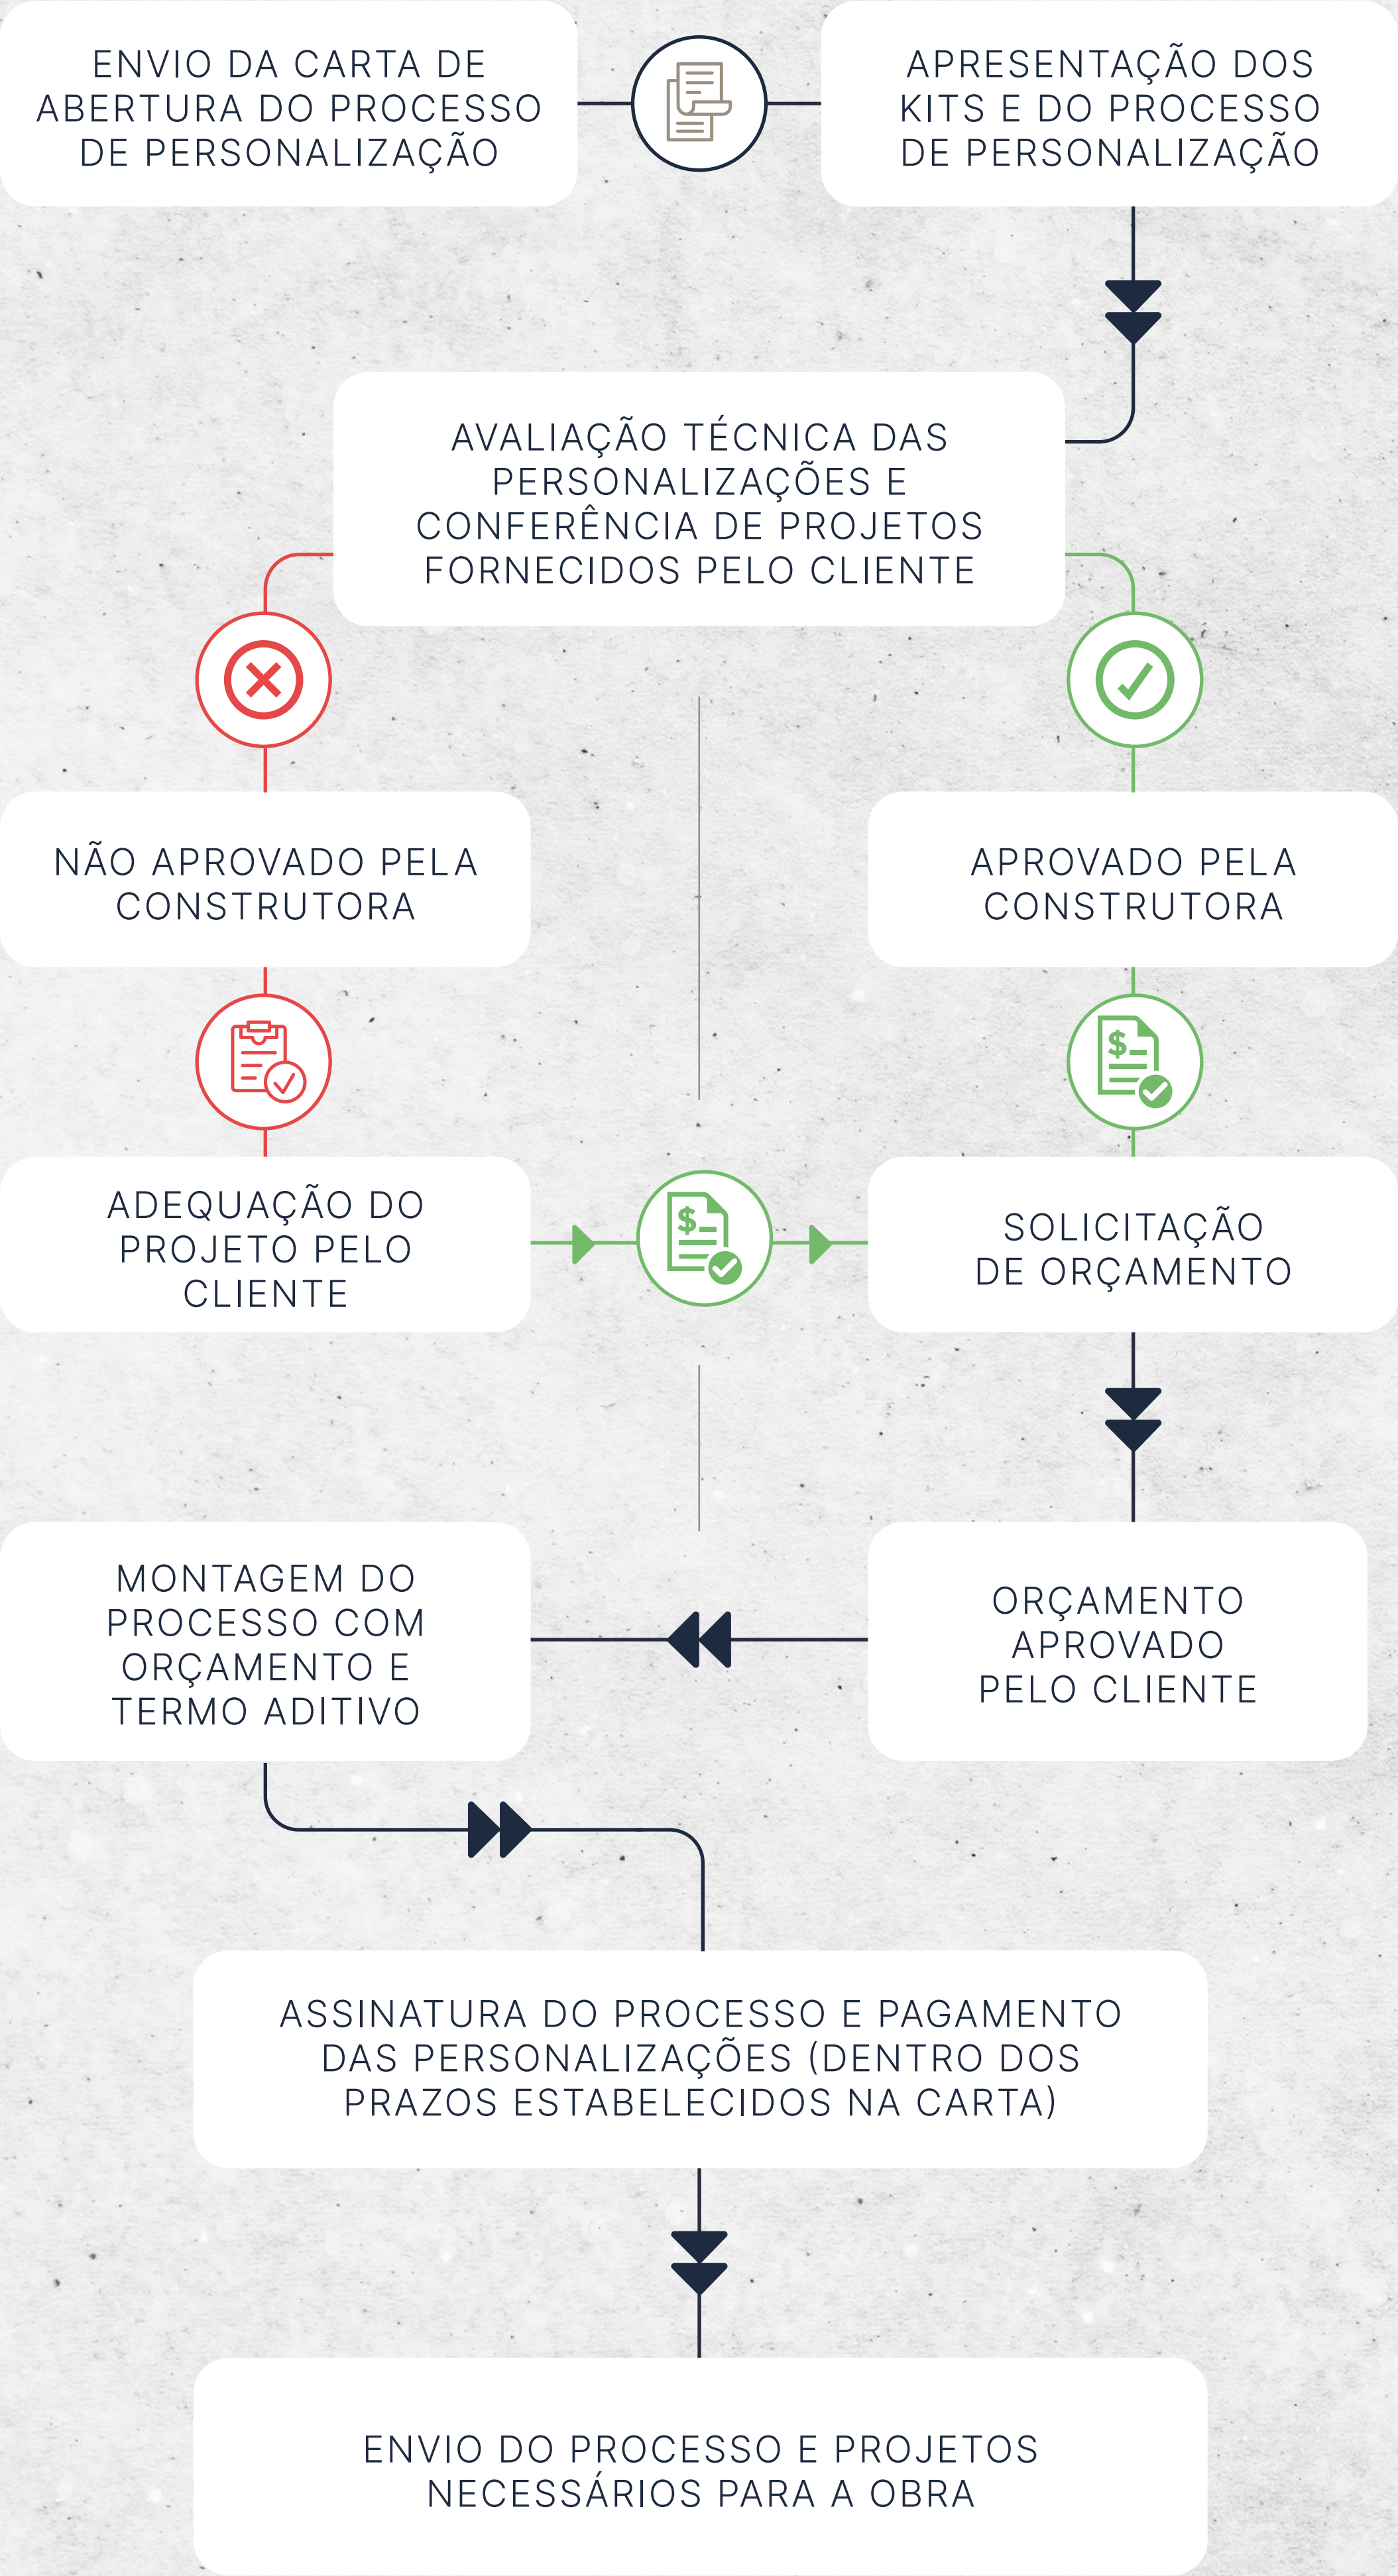 ENVIO DA CARTA DE
ABERTURA DO PROCESSO
DE PERSONALIZAÇÃO
APRESENTAÇÃO DOS
KITS E DO PROCESSO
DE PERSONALIZAÇÃO
AVALIAÇÃO TÉCNICA DAS
PERSONALIZAÇÕES E
CONFERÊNCIA DE PROJETOS
FORNECIDOS PELO CLIENTE
NÃO APROVADO PELA
CONSTRUTORA
APROVADO PELA
CONSTRUTORA
$
ADEQUAÇÃO DO
PROJETO PELO
CLIENTE
$
SOLICITAÇÃO
DE ORÇAMENTO
MONTAGEM DO
PROCESSO COM
ORÇAMENTO E
TERMO ADITIVO
ORÇAMENTO
APROVADO
PELO CLIENTE
ASSINATURA DO PROCESSO E PAGAMENTO
DAS PERSONALIZAÇÕES (DENTRO DOS
PRAZOS ESTABELECIDOS NA CARTA)
ENVIO DO PROCESSO E PROJETOS
NECESSÁRIOS PARA A OBRA